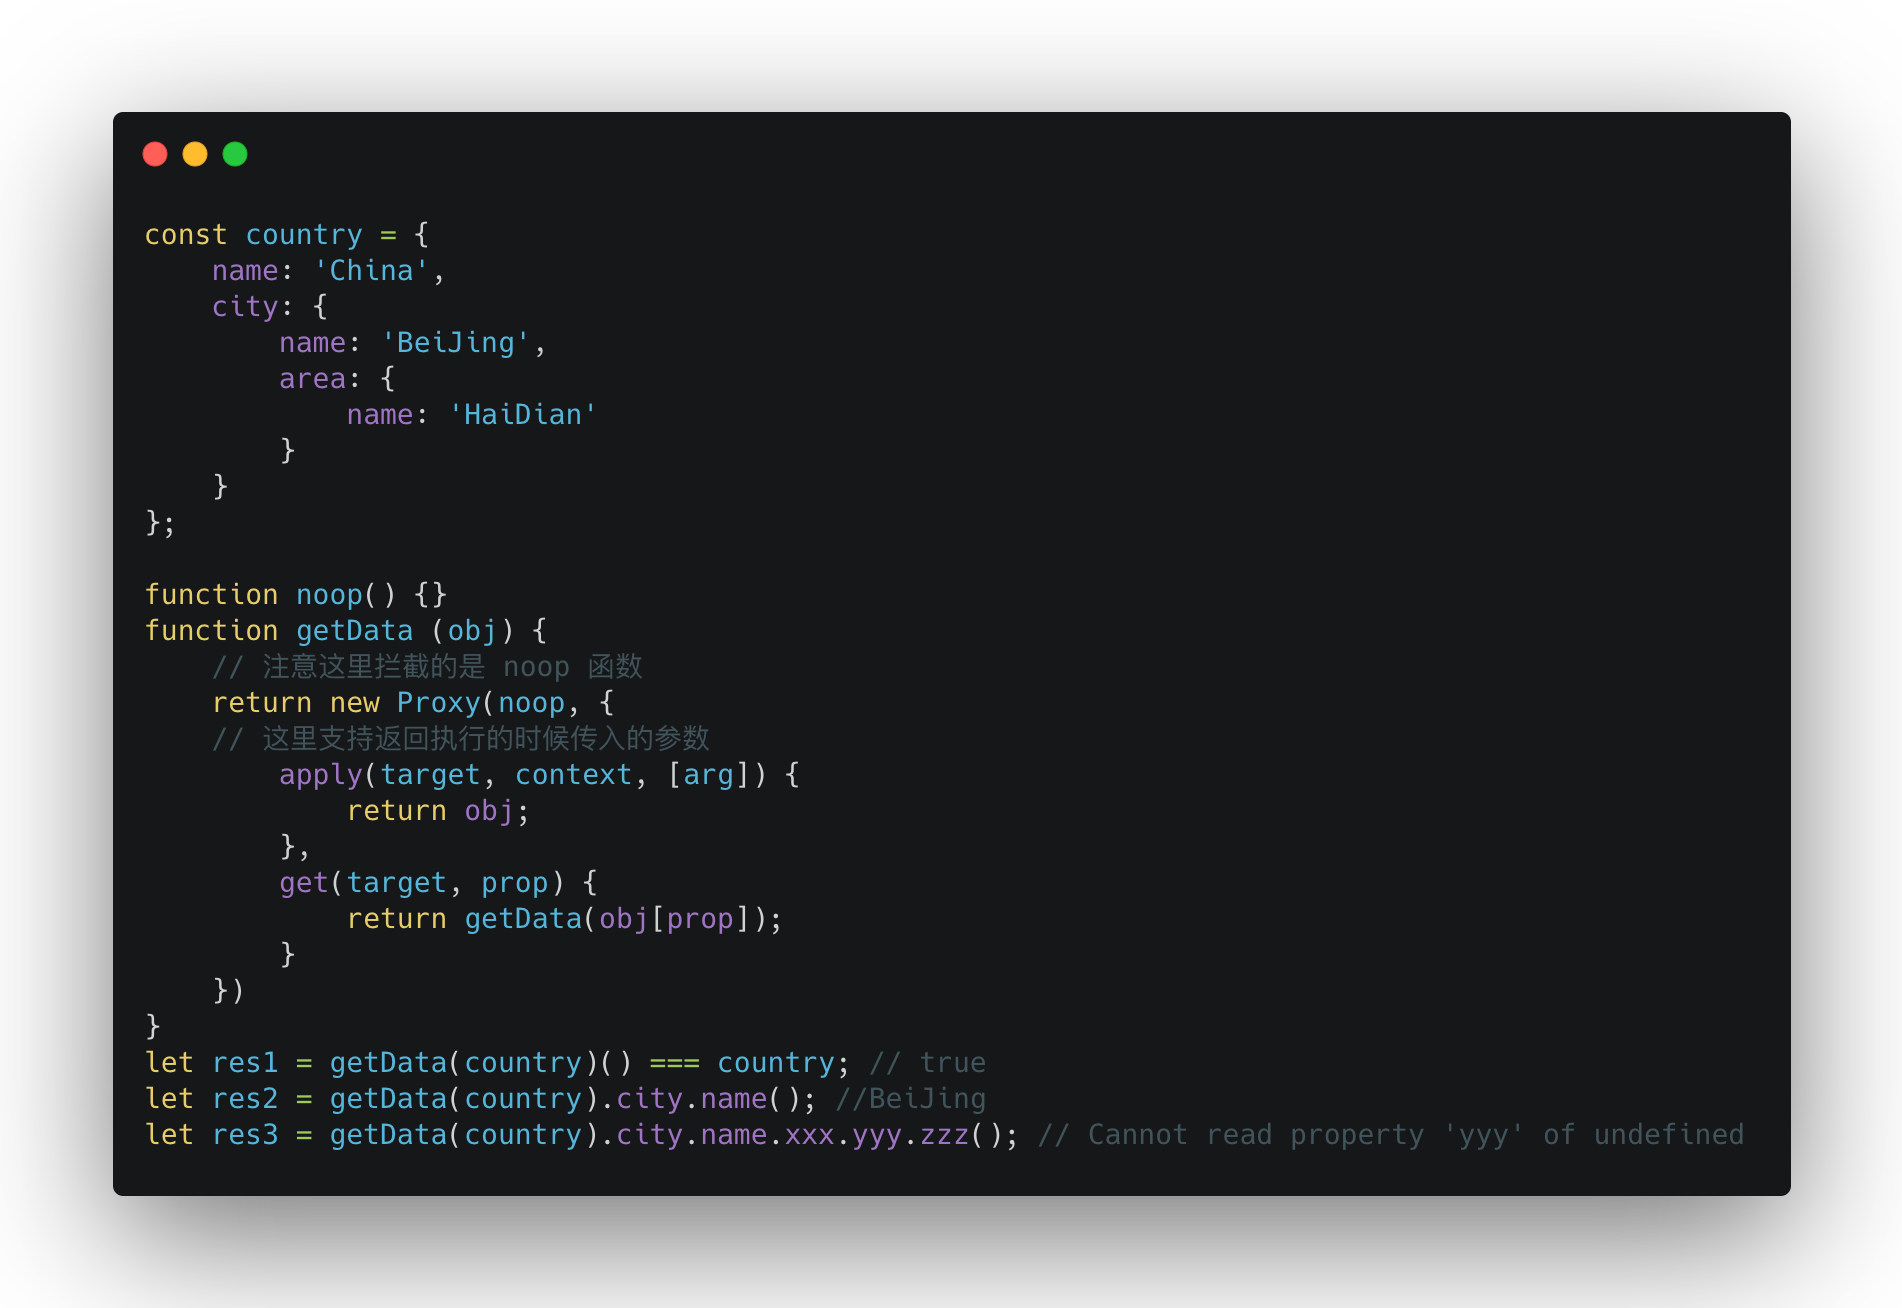 const country = {
    name: 'China',
    city: {
        name: 'BeiJing',
        area: {
            name: 'HaiDian'
        }
    }
};

function noop() {}
function getData (obj) {
    // 注意这里拦截的是 noop 函数
    return new Proxy(noop, {
    // 这里支持返回执行的时候传入的参数
        apply(target, context, [arg]) {
            return obj;
        },
        get(target, prop) {
            return getData(obj[prop]);
        }
    })
}
let res1 = getData(country)() === country; // true
let res2 = getData(country).city.name(); //BeiJing
let res3 = getData(country).city.name.xxx.yyy.zzz(); // Cannot read property 'yyy' of undefined